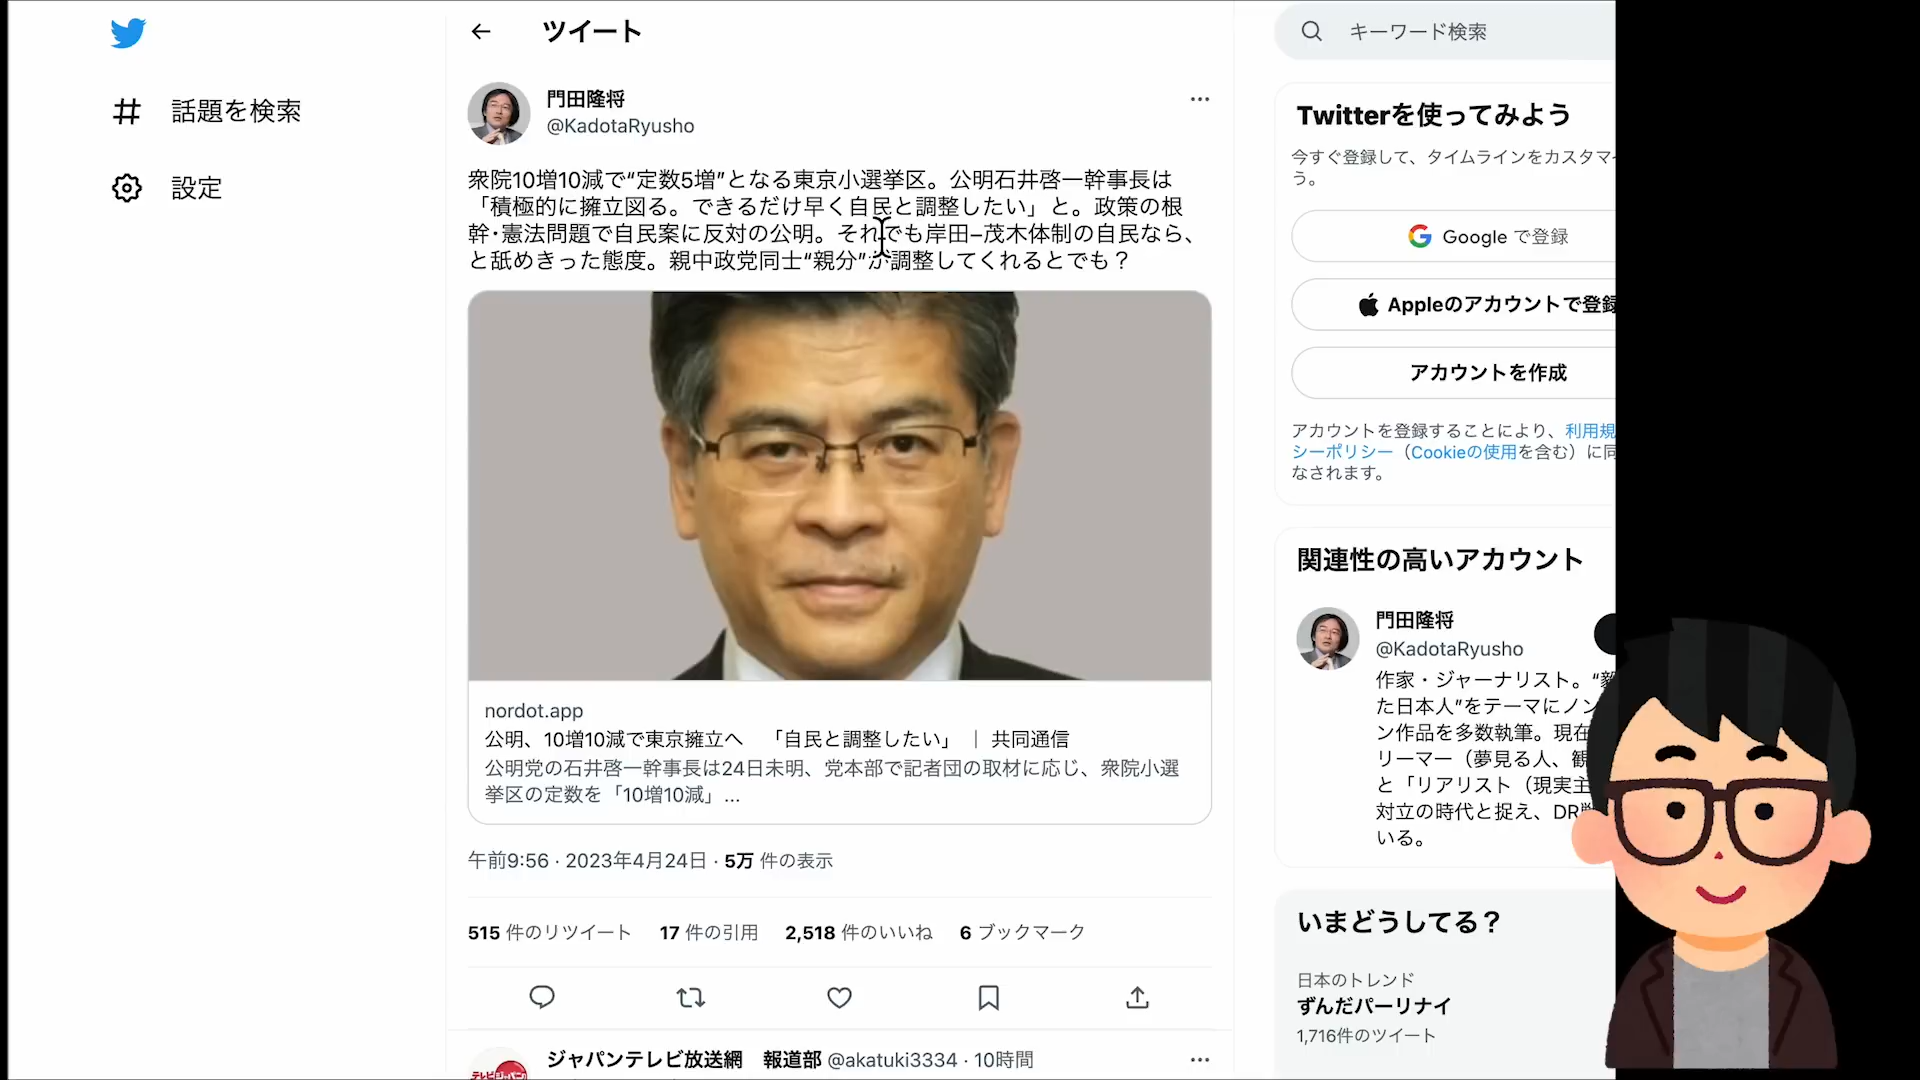 ツイート
キーワード検索
話題を検索
設定
門田隆将
@KadotaRyusho
衆院10増10減で“定数5増”となる東京小選挙区。公明石井啓一幹事長は
「積極的に擁立図る。できるだけ早く自民と調整したい」と。政策の根
幹･憲法問題で自民案に反対の公明。それでも岸田−茂木体制の自民なら、
と舐めきった態度。親中政党同士“親分”が調整してくれるとでも？
nordot.app
公明、10増10減で東京擁立へ　「自民と調整したい」 ｜ 共同通信
公明党の石井啓一幹事長は24日未明、党本部で記者団の取材に応じ、衆院小選
挙区の定数を「10増10減」...
午前9:56 · 2023年4月24日 · 5万 件の表示
515 件のリツイート 17 件の引用 2,518 件のいいね 6 ブックマーク
ジャパンテレビ放送網　報道部 @akatuki3334 · 10時間
Twitterを使ってみよう
今すぐ登録して、タイムラインをカスタマ
う。
Google で登録
Appleのアカウントで登録
アカウントを作成
アカウントを登録することにより、利用規
シーポリシー（Cookieの使用を含む）に同
なされます。
関連性の高いアカウント
門田隆将
@KadotaRyusho
作家・ジャーナリスト。“毅
た日本人”をテーマにノン
ン作品を多数執筆。現在
リーマー（夢見る人、観
と「リアリスト（現実主
対立の時代と捉え、DR
いる。
いまどうしてる？
日本のトレンド
ずんだパーリナイ
1,716件のツイート